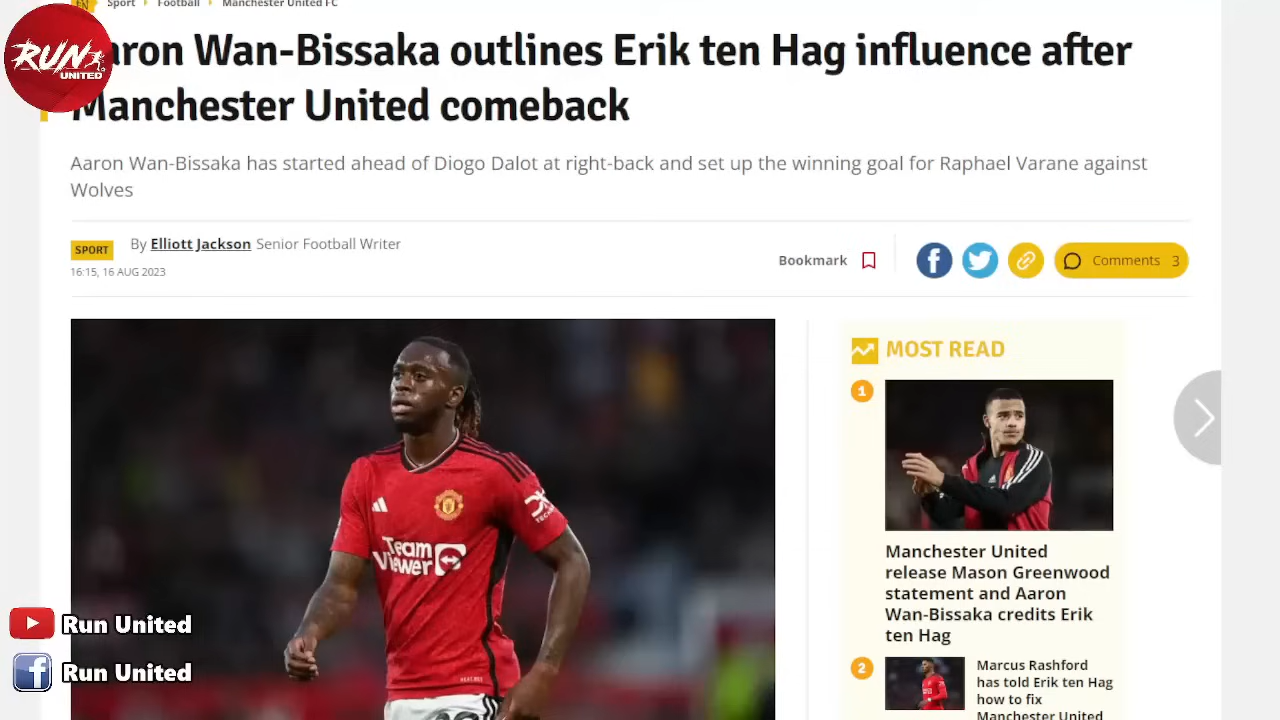 Sport Football Manchester United FC
RUN
UNITED
aron Wan-Bissaka outlines Erik ten Hag influence after
Manchester United comeback
Aaron Wan-Bissaka has started ahead of Diogo Dalot at right-back and set up the winning goal for Raphael Varane against
Wolves
SPORT
By Elliott Jackson Senior Football Writer
16:15, 16 AUG 2023
Bookmark
Comments 3
TeamViewer
MOST READ
1
Manchester United
release Mason Greenwood
statement and Aaron
Wan-Bissaka credits Erik
ten Hag
2
Marcus Rashford
has told Erik ten Hag
how to fix
Manchester United
Run United
Run United